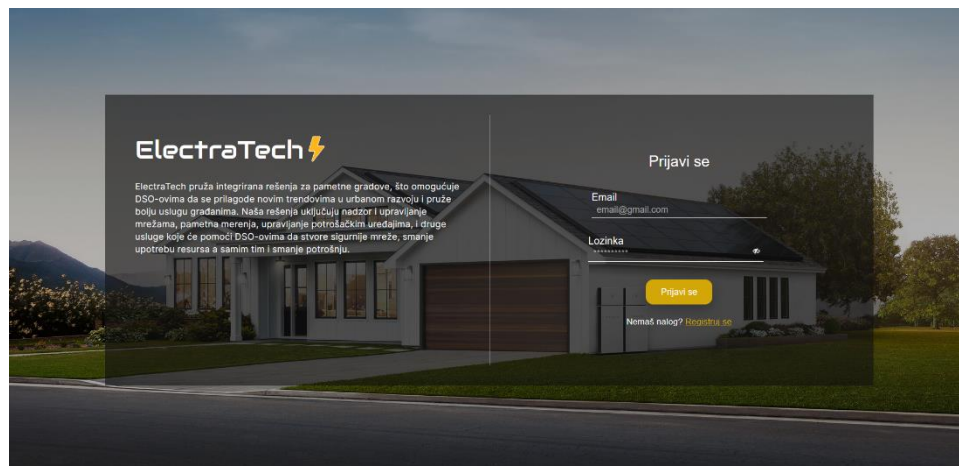 ElectraTech
ElectraTech pruža integrirana rešenja za pametne gradove, što omogućuje
DSO-ovima da se prilagode novim trendovima u urbanom razvoju i pruže
bolju uslugu građanima. Naša rešenja uključuju nadzor i upravljanje
mrežama, pametna merenja, upravljanje potrošačkim uređajima, i druge
usluge koje će pomoći DSO-ovima da stvore sigurnije mreže, smanje
upotrebu resursa a samim tim i smanje potrošnju.
Prijavi se
Email
email@gmail.com
Lozinka
**********
Prijavi se
Nemaš nalog? Registruj se